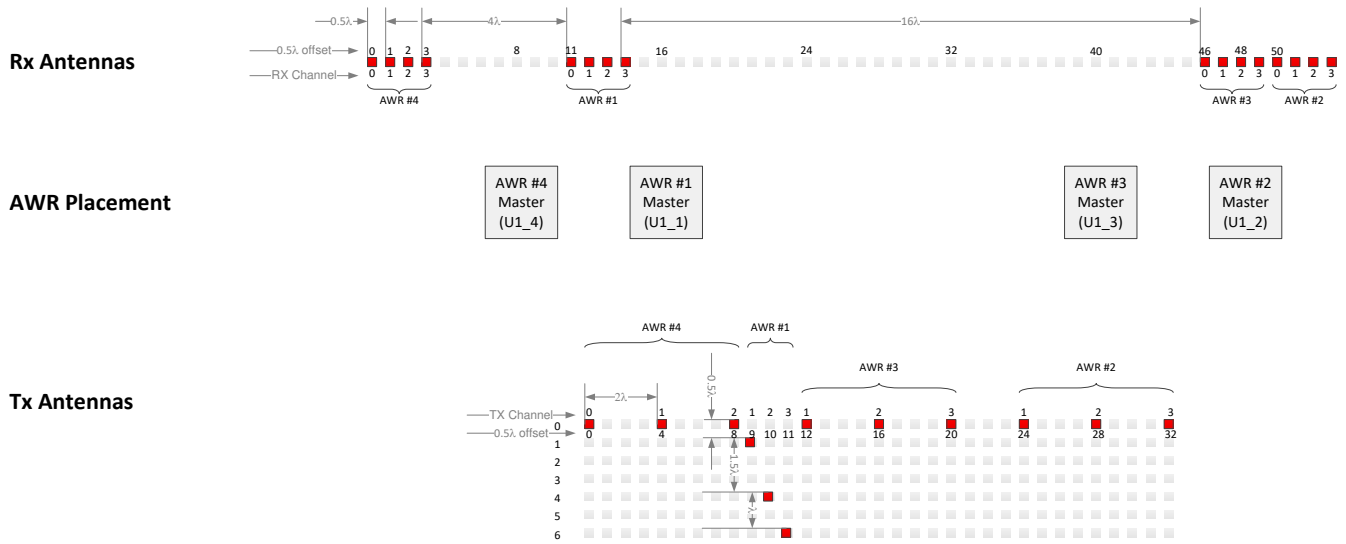 0.5λ 4λ 16λ
0.5λ offset 0 1 2 3 8 11 16 24 32 40 46 48 50
Rx Antennas
RX Channel 0 1 2 3 0 1 2 3 0 1 2 3 0 1 2 3
AWR #4 AWR #1 AWR #3 AWR #2
AWR Placement
AWR #4 Master (U1_4)
AWR #1 Master (U1_1)
AWR #3 Master (U1_3)
AWR #2 Master (U1_2)
AWR #4 AWR #1
AWR #3 AWR #2
0.5λ
Tx Antennas
2λ
TX Channel 0 1 2 1 2 3 1 2 3 1 2 3
0
0.5λ offset 0 4 8 9 10 11 12 16 20 24 28 32
1
1.5λ
2
3
4
λ
5
6